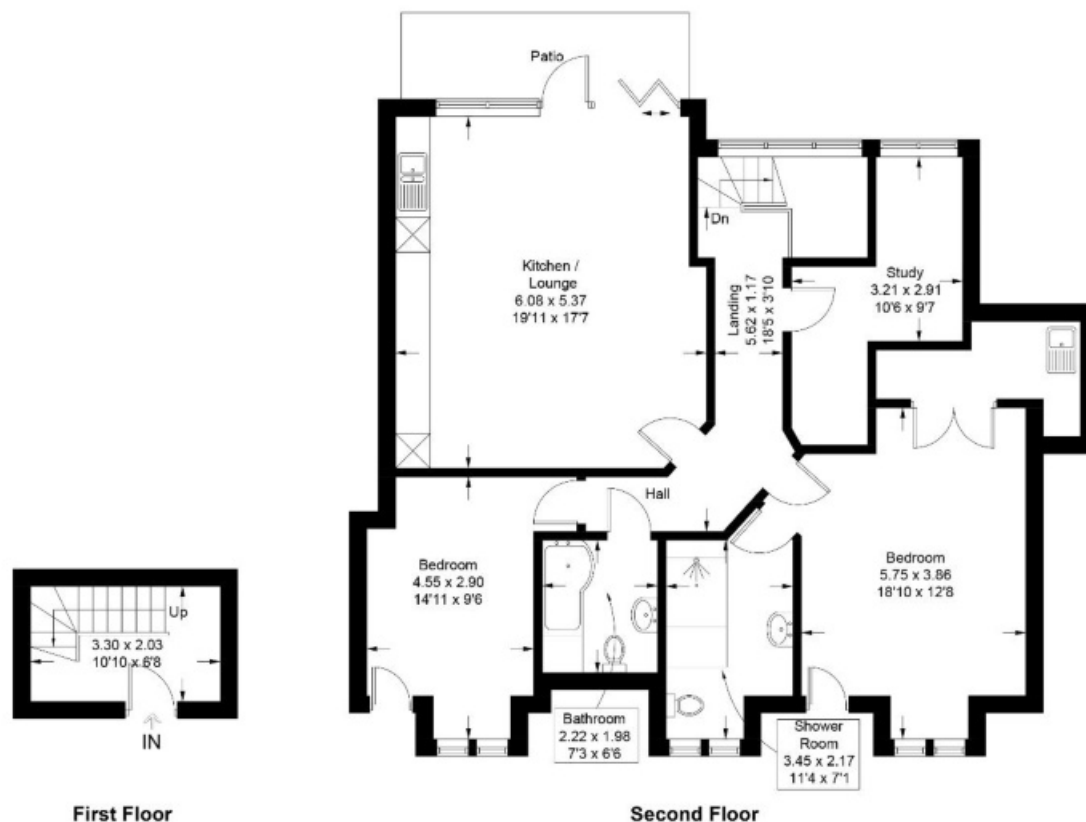 Patio
Kitchen /
Lounge
6.08 x 5.37
19'11 x 17'7
Dn
Landing
5.62 x 1.17
18'5 x 3'10
Study
3.21 x 2.91
10'6 x 9'7
Hall
Bedroom
4.55 x 2.90
14'11 x 9'6
Bedroom
5.75 x 3.86
18'10 x 12'8
Bathroom
2.22 x 1.98
7'3 x 6'6
Shower
Room
3.45 x 2.17
11'4 x 7'1
Up
3.30 x 2.03
10'10 x 6'8
IN
First Floor
Second Floor